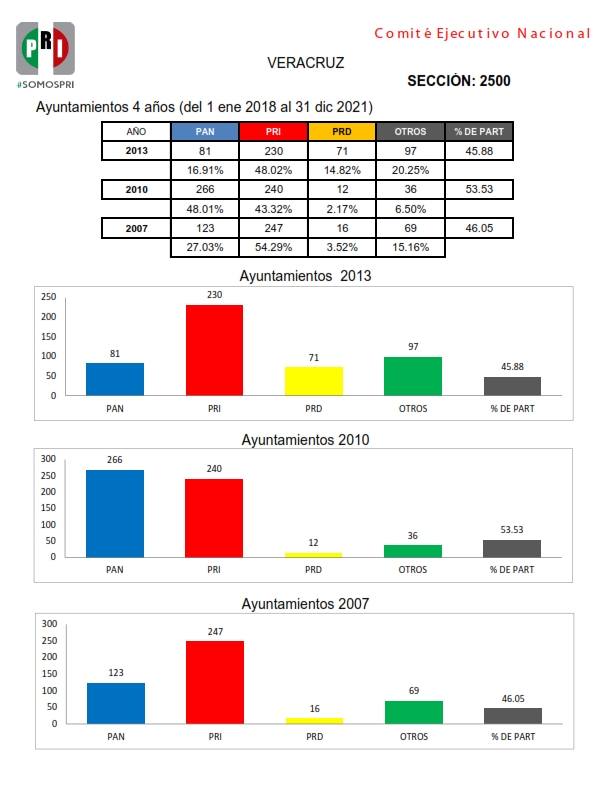 Comité Ejecutivo Nacional
PRI
#SOMOSPRI
VERACRUZ
SECCIÓN: 2500
Ayuntamientos 4 años (del 1 ene 2018 al 31 dic 2021)
AÑO PAN PRI PRD OTROS % DE PART
2013 81 230 71 97 45.88
16.91% 48.02% 14.82% 20.25%
2010 266 240 12 36 53.53
48.01% 43.32% 2.17% 6.50%
2007 123 247 16 69 46.05
27.03% 54.29% 3.52% 15.16%
Ayuntamientos 2013
250
200
150
100
50
0
81 230 71 97 45.88
PAN PRI PRD OTROS % DE PART
Ayuntamientos 2010
300
250
200
150
100
50
0
266 240 12 36 53.53
PAN PRI PRD OTROS % DE PART
Ayuntamientos 2007
300
250
200
150
100
50
0
123 247 16 69 46.05
PAN PRI PRD OTROS % DE PART